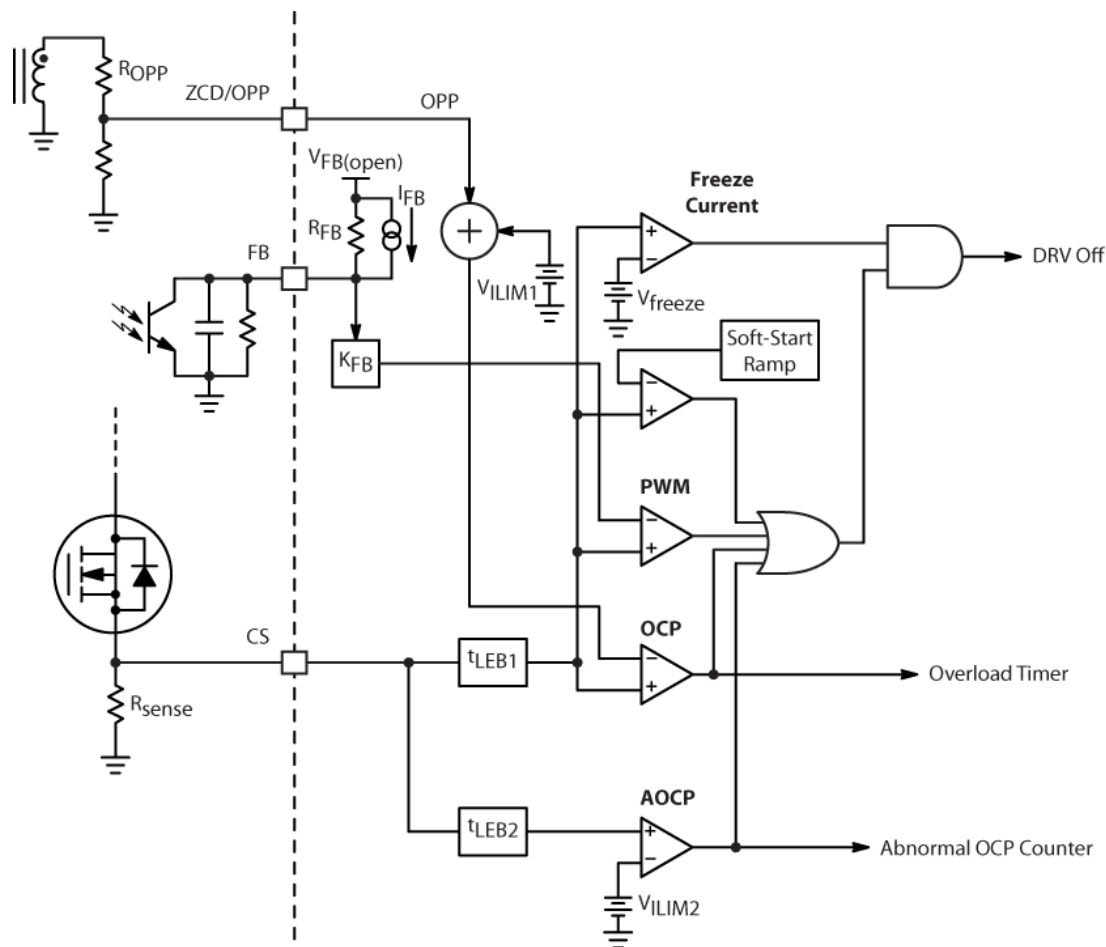 ROPP
ZCD/OPP
OPP
VFB(open)
IFB
RFB
FB
VILIM1
Freeze
Current
Vfreeze
DRV Off
Soft-Start
Ramp
KFB
PWM
CS
tLEB1
OCP
Overload Timer
Rsense
AOCP
tLEB2
Abnormal OCP Counter
VILIM2